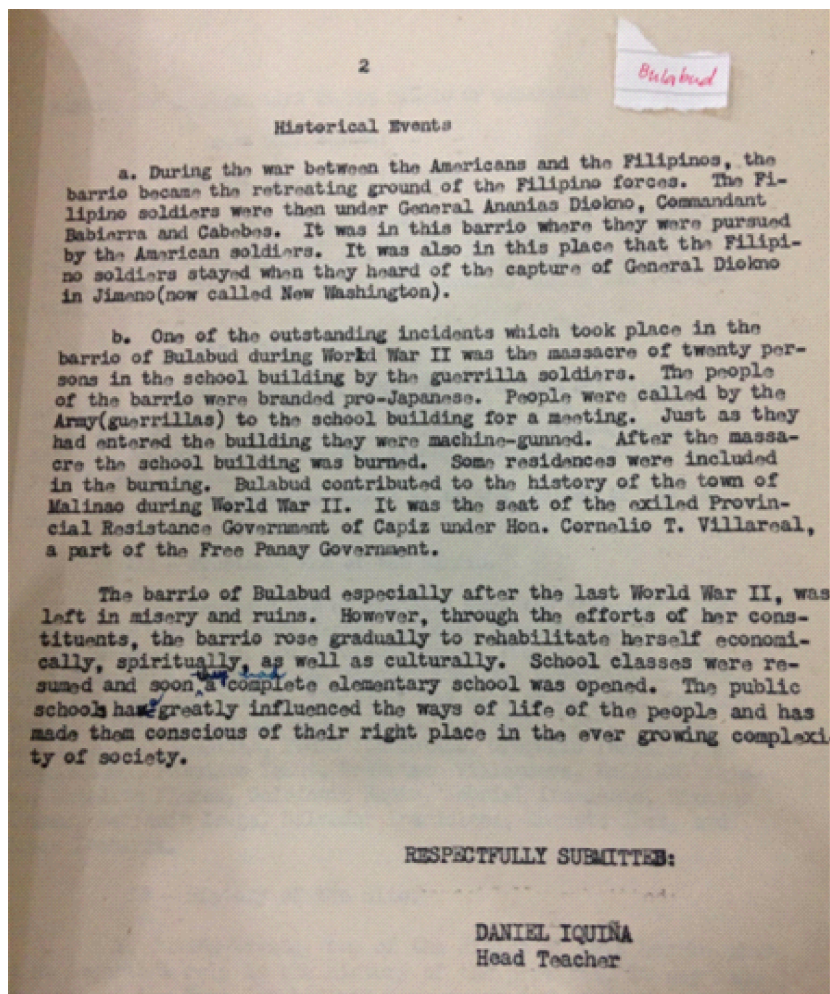 2
Bulabud
Historical Events
a. During the war between the Americans and the Filipinos, the
barrio became the retreating ground of the Filipino forces. The Fi-
lipino soldiers were then under General Ananias Diokno, Commandant
Babierra and Cabebes. It was in this barrio where they were pursued
by the American soldiers. It was also in this place that the Filipi-
no soldiers stayed when they heard of the capture of General Diokno
in Jimeno(now called New Washington).
b. One of the outstanding incidents which took place in the
barrio of Bulabud during World War II was the massacre of twenty per-
sons in the school building by the guerrilla soldiers. The people
of the barrio were branded pro-Japanese. People were called by the
Army(guerrillas) to the school building for a meeting. Just as they
had entered the building they were machine-gunned. After the massa-
cre the school building was burned. Some residences were included
in the burning. Bulabud contributed to the history of the town of
Malinao during World War II. It was the seat of the exiled Provin-
cial Resistance Government of Capiz under Hon. Cornelio T. Villareal,
a part of the Free Panay Government.
The barrio of Bulabud especially after the last World War II, was
left in misery and ruins. However, through the efforts of her cons-
tituents, the barrio rose gradually to rehabilitate herself economi-
cally, spiritually, as well as culturally. School classes were re-
sumed and soon a complete elementary school was opened. The public
schools greatly influenced the ways of life of the people and has
made them conscious of their right place in the ever growing complexi
ty of society.
RESPECTFULLY SUBMITTED:
DANIEL IQUIÑA
Head Teacher